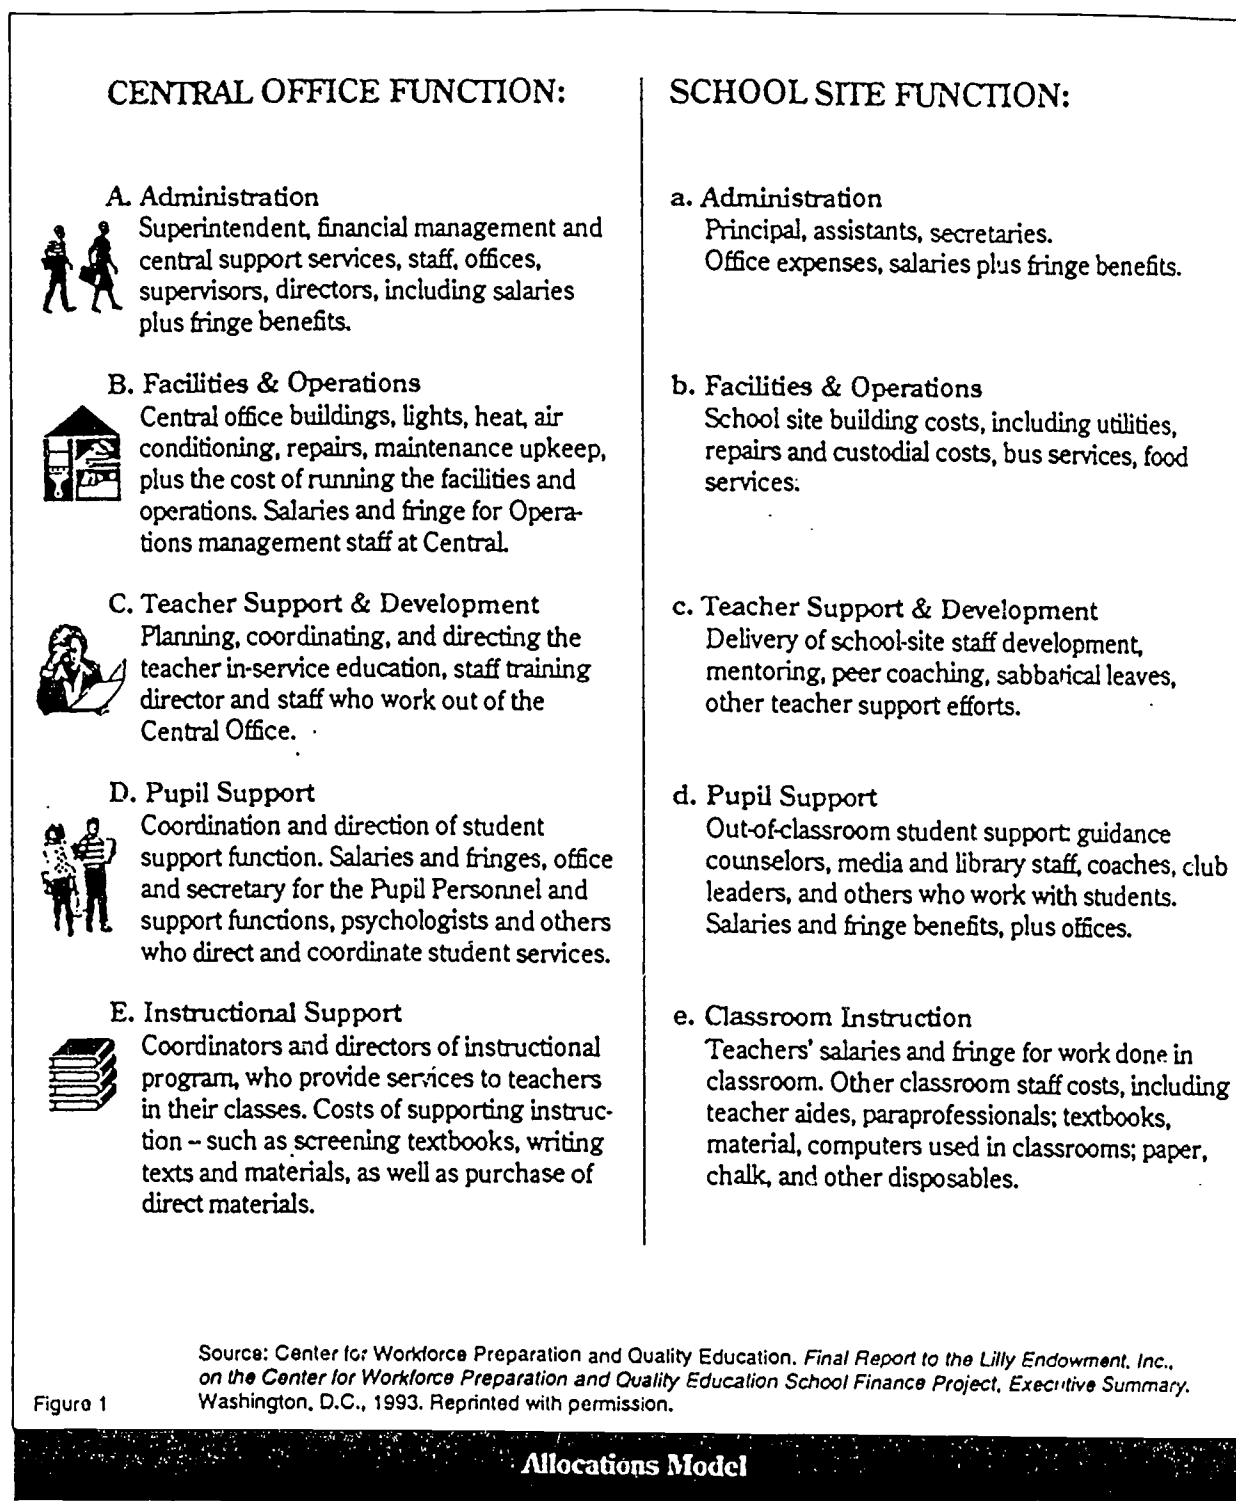 CENTRAL OFFICE FUNCTION:
A. Administration
Superintendent, financial management and
central support services, staff, offices,
supervisors, directors, including salaries
plus fringe benefits.
B. Facilities & Operations
Central office buildings, lights, heat, air
conditioning, repairs, maintenance upkeep,
plus the cost of running the facilities and
operations. Salaries and fringe for Opera-
tions management staff at Central.
C. Teacher Support & Development
Planning, coordinating, and directing the
teacher in-service education, staff training
director and staff who work out of the
Central Office.
D. Pupil Support
Coordination and direction of student
support function. Salaries and fringes, office
and secretary for the Pupil Personnel and
support functions, psychologists and others
who direct and coordinate student services.
E. Instructional Support
Coordinators and directors of instructional
program, who provide services to teachers
in their classes. Costs of supporting instruc-
tion – such as screening textbooks, writing
texts and materials, as well as purchase of
direct materials.
SCHOOL SITE FUNCTION:
a. Administration
Principal, assistants, secretaries.
Office expenses, salaries plus fringe benefits.
b. Facilities & Operations
School site building costs, including utilities,
repairs and custodial costs, bus services, food
services.
c. Teacher Support & Development
Delivery of school-site staff development,
mentoring, peer coaching, sabbatical leaves,
other teacher support efforts.
d. Pupil Support
Out-of-classroom student support: guidance
counselors, media and library staff, coaches, club
leaders, and others who work with students.
Salaries and fringe benefits, plus offices.
e. Classroom Instruction
Teachers' salaries and fringe for work done in
classroom. Other classroom staff costs, including
teacher aides, paraprofessionals; textbooks,
material, computers used in classrooms; paper,
chalk, and other disposables.
Source: Center for Workforce Preparation and Quality Education. Final Report to the Lilly Endowment, Inc.,
on the Center for Workforce Preparation and Quality Education School Finance Project, Executive Summary.
Washington, D.C., 1993. Reprinted with permission.
Figure 1
Allocations Model